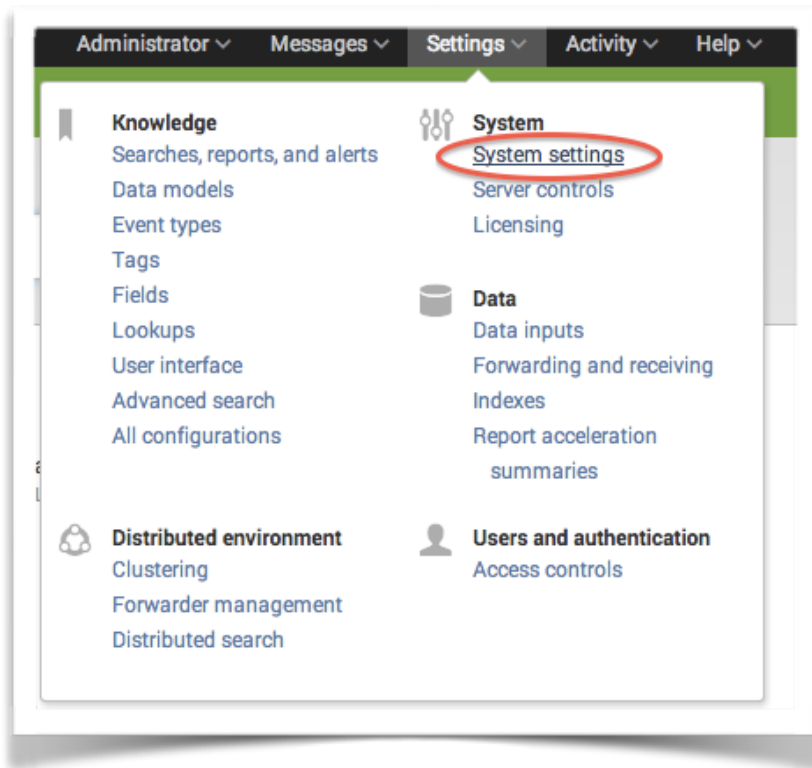 Administrator Messages Settings Activity Help
Knowledge
Searches, reports, and alerts
Data models
Event types
Tags
Fields
Lookups
User interface
Advanced search
All configurations
System
System settings
Server controls
Licensing
Data
Data inputs
Forwarding and receiving
Indexes
Report acceleration
summaries
Distributed environment
Clustering
Forwarder management
Distributed search
Users and authentication
Access controls